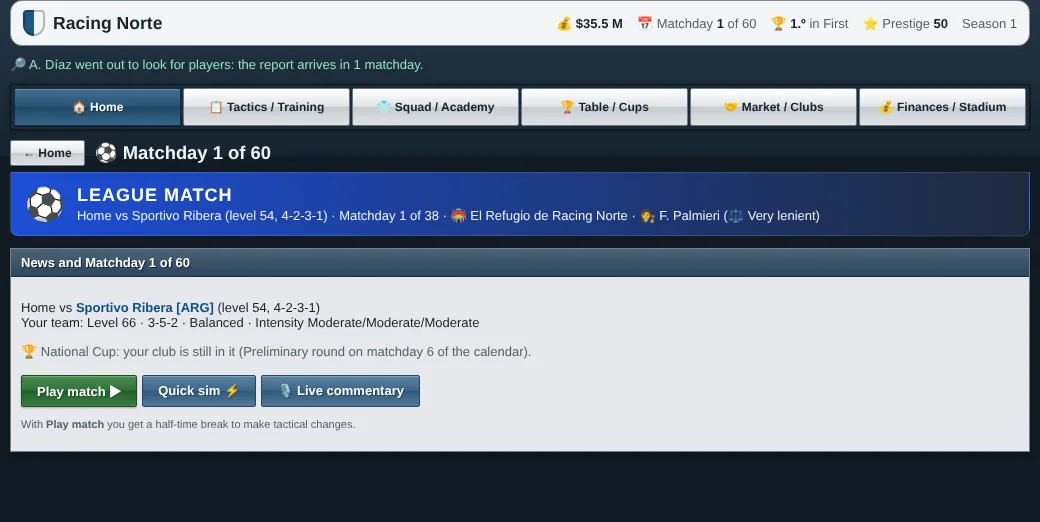 Racing Norte
💰 $35.5 M 📅 Matchday 1 of 60 🏆 1.º in First ⭐ Prestige 50 Season 1
🔎 A. Díaz went out to look for players: the report arrives in 1 matchday.
🏠 Home 📋 Tactics / Training 👕 Squad / Academy 🏆 Table / Cups 🤝 Market / Clubs 💰 Finances / Stadium
← Home ⚽ Matchday 1 of 60
LEAGUE MATCH
Home vs Sportivo Ribera (level 54, 4-2-3-1) · Matchday 1 of 38 · 🏟️ El Refugio de Racing Norte · 🧑‍⚖️ F. Palmieri (⚖️ Very lenient)
News and Matchday 1 of 60
Home vs Sportivo Ribera [ARG] (level 54, 4-2-3-1)
Your team: Level 66 · 3-5-2 · Balanced · Intensity Moderate/Moderate/Moderate
🏆 National Cup: your club is still in it (Preliminary round on matchday 6 of the calendar).
Play match ▶ Quick sim ⚡ 🎙️ Live commentary
With Play match you get a half-time break to make tactical changes.